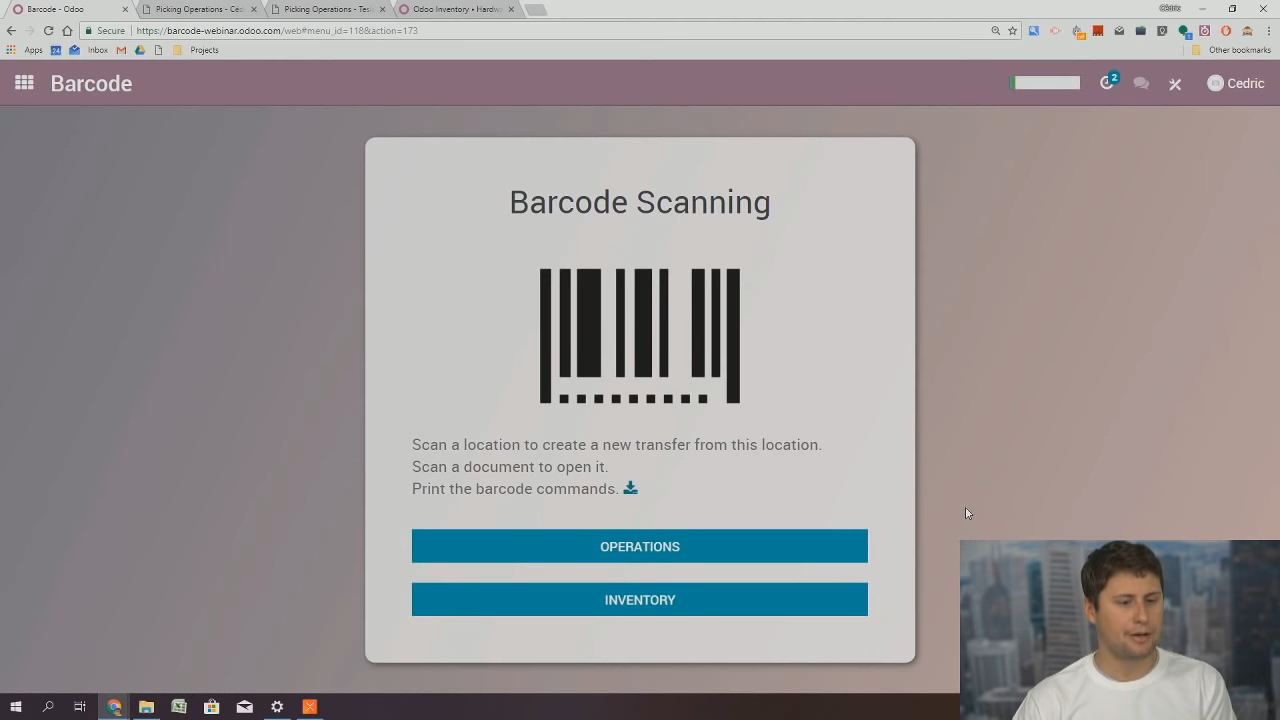 Barcode - Odoo
Picking Operations - Ced
Picking Operations - Tes
Odoo Inventory • Hardwa
Secure
https://barcode-webinar.odoo.com/web#menu_id=118&action=173
Apps
Inbox
Projects
Other bookmarks
Barcode
2
Cedric
Barcode Scanning
Scan a location to create a new transfer from this location.
Scan a document to open it.
Print the barcode commands.
OPERATIONS
INVENTORY